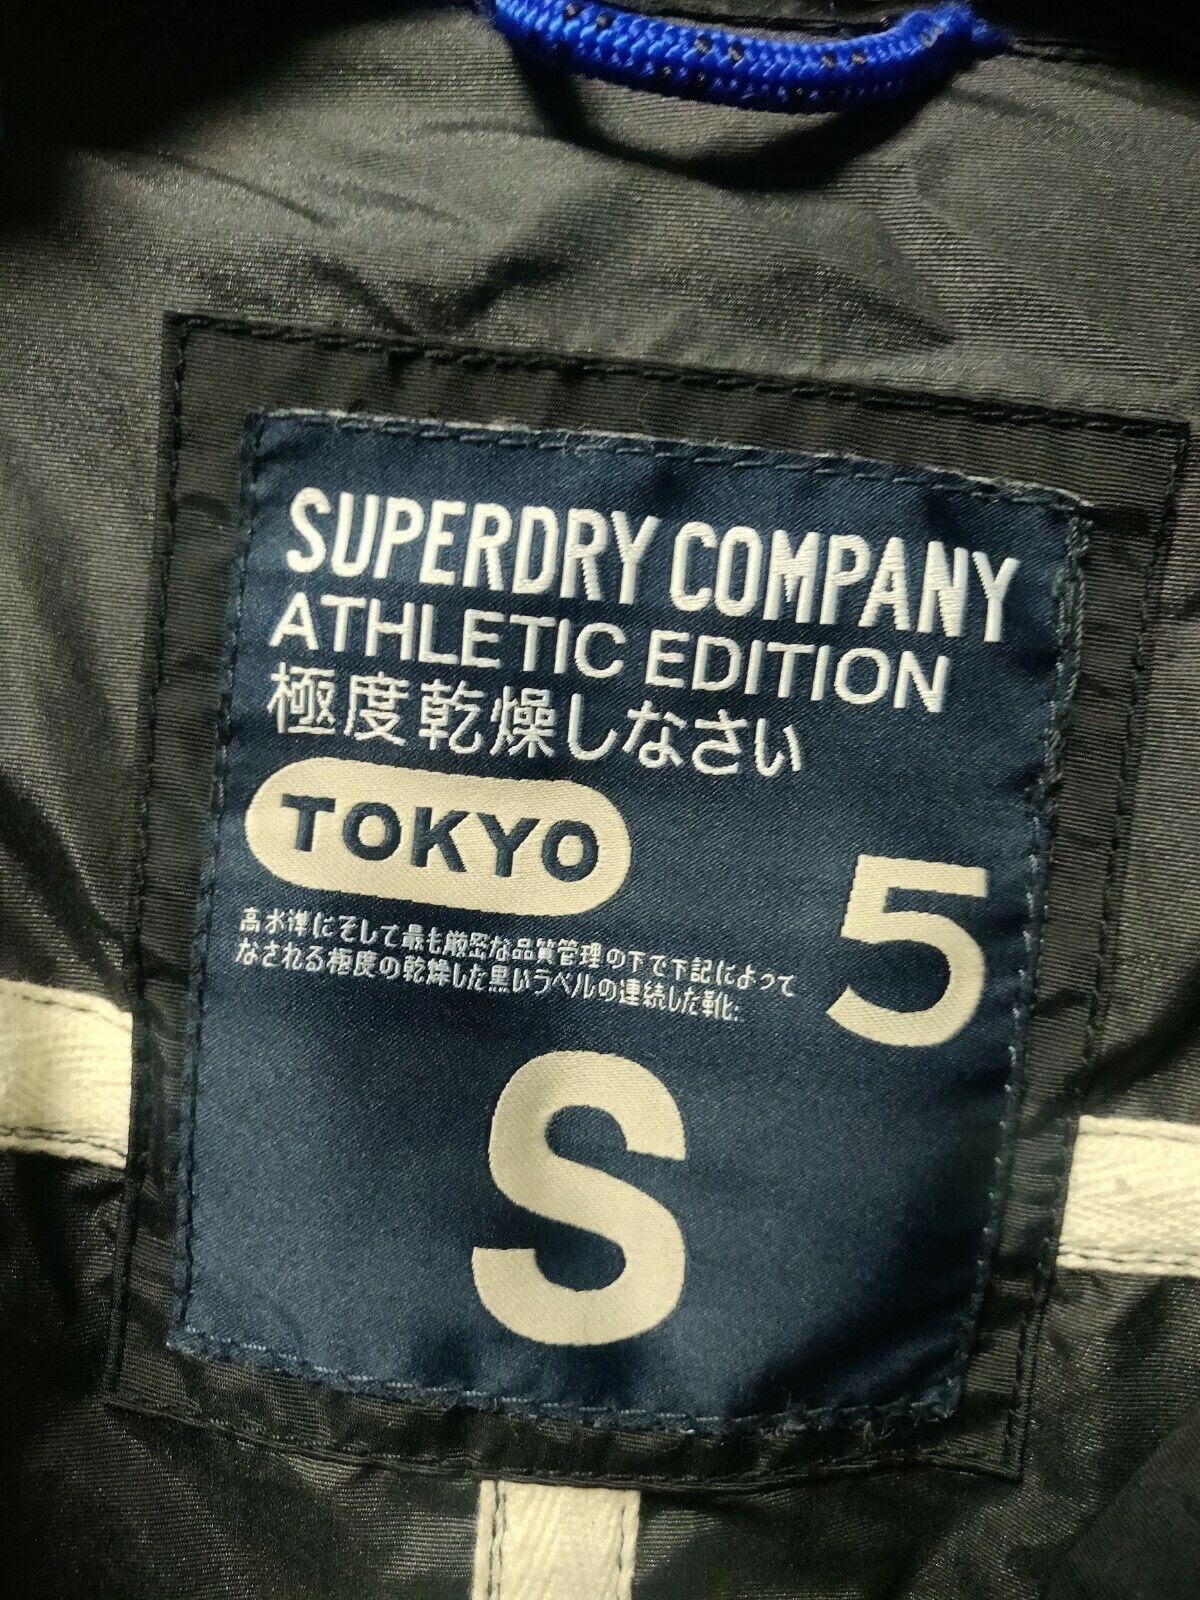 SUPERDRY COMPANY
ATHLETIC EDITION
極度乾燥しなさい
TOKYO
5
高水準にそして最も厳密な品質管理の下で下記によって
なされる極度の乾燥した黒いラベルの連続した靴:
S